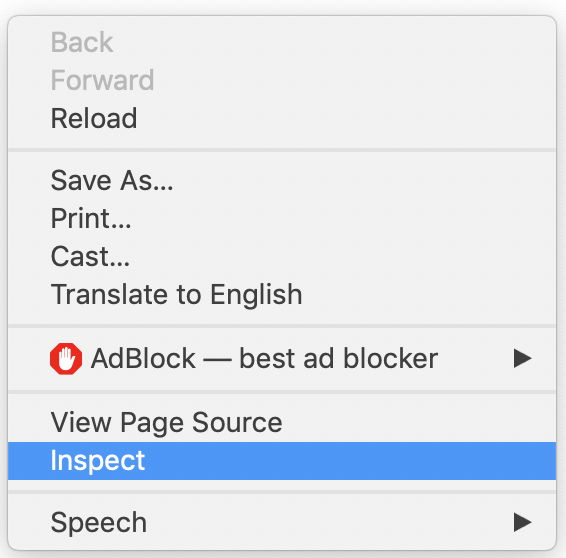 Back
Forward
Reload
Save As...
Print...
Cast...
Translate to English
AdBlock — best ad blocker
View Page Source
Inspect
Speech